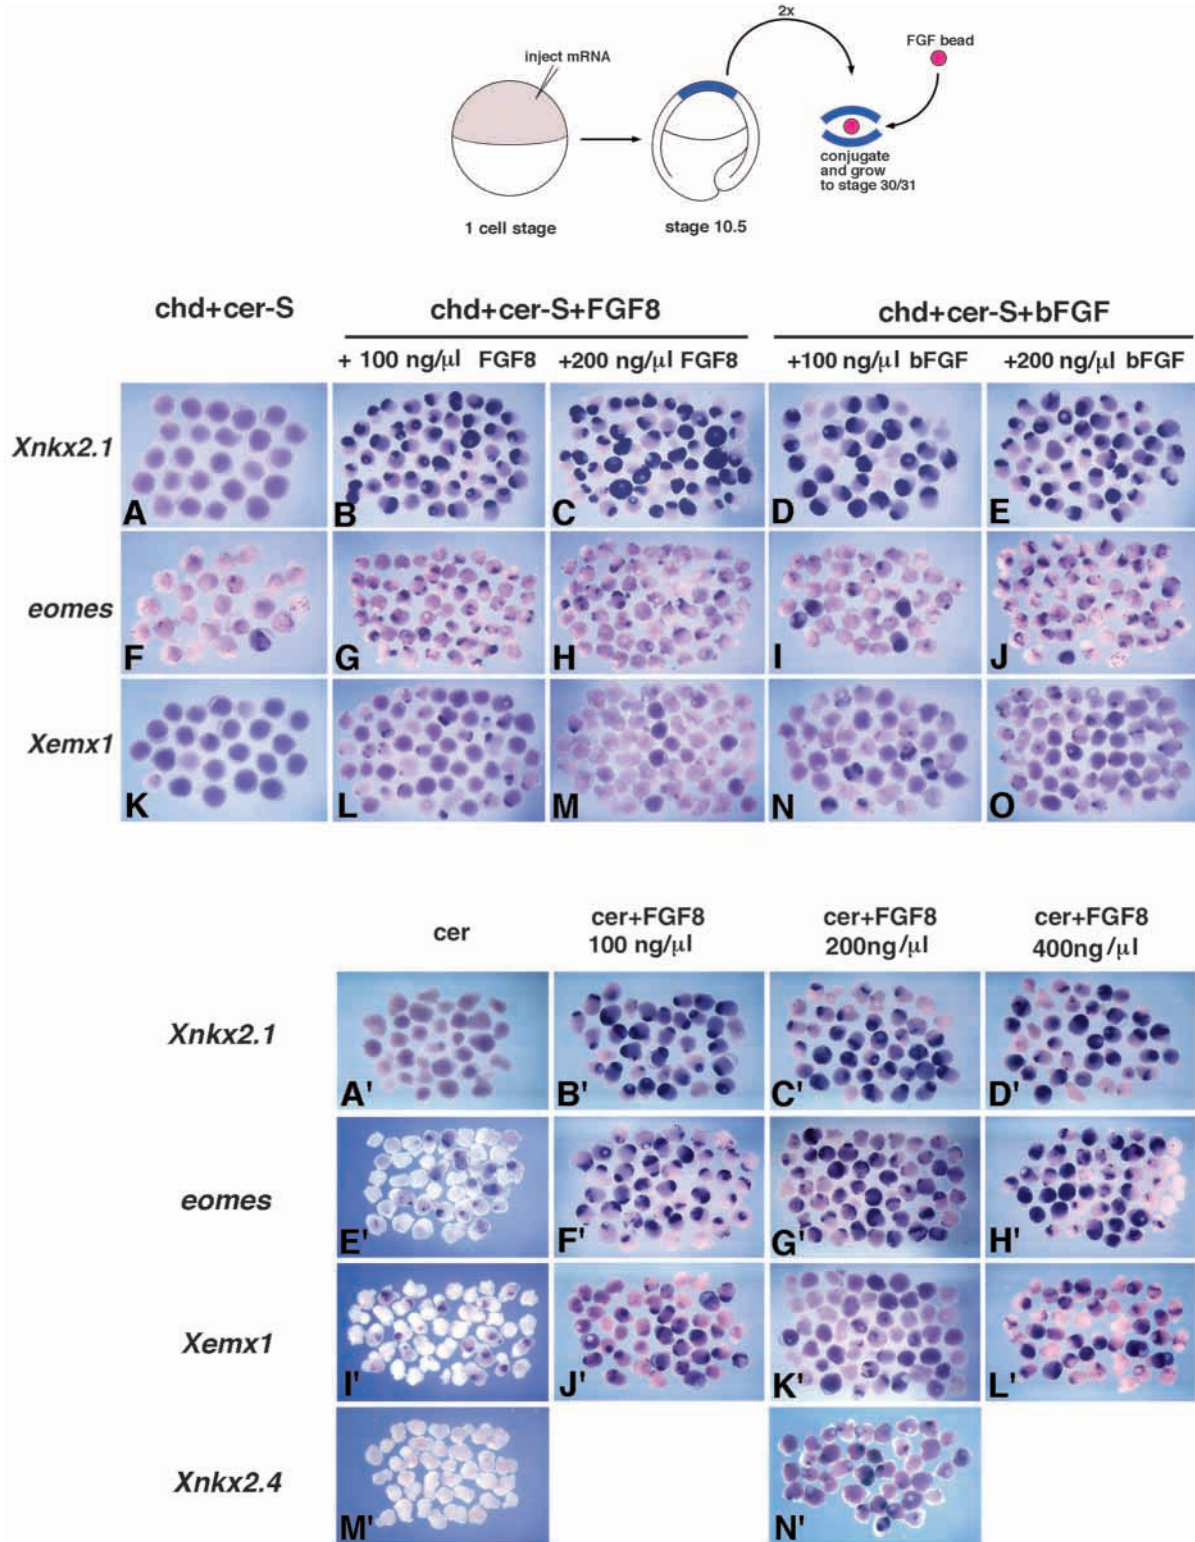 2x
FGF bead
inject mRNA
conjugate
and grow
to stage 30/31
1 cell stage
stage 10.5
chd+cer-S
chd+cer-S+FGF8
chd+cer-S+bFGF
+ 100 ng/μl FGF8
+200 ng/μl FGF8
+100 ng/μl bFGF
+200 ng/μl bFGF
Xnkx2.1
A
B
C
D
E
eomes
F
G
H
I
J
Xemx1
K
L
M
N
O
cer
cer+FGF8
100 ng/μl
cer+FGF8
200ng/μl
cer+FGF8
400ng/μl
Xnkx2.1
A'
B'
C'
D'
eomes
E'
F'
G'
H'
Xemx1
I'
J'
K'
L'
Xnkx2.4
M'
N'